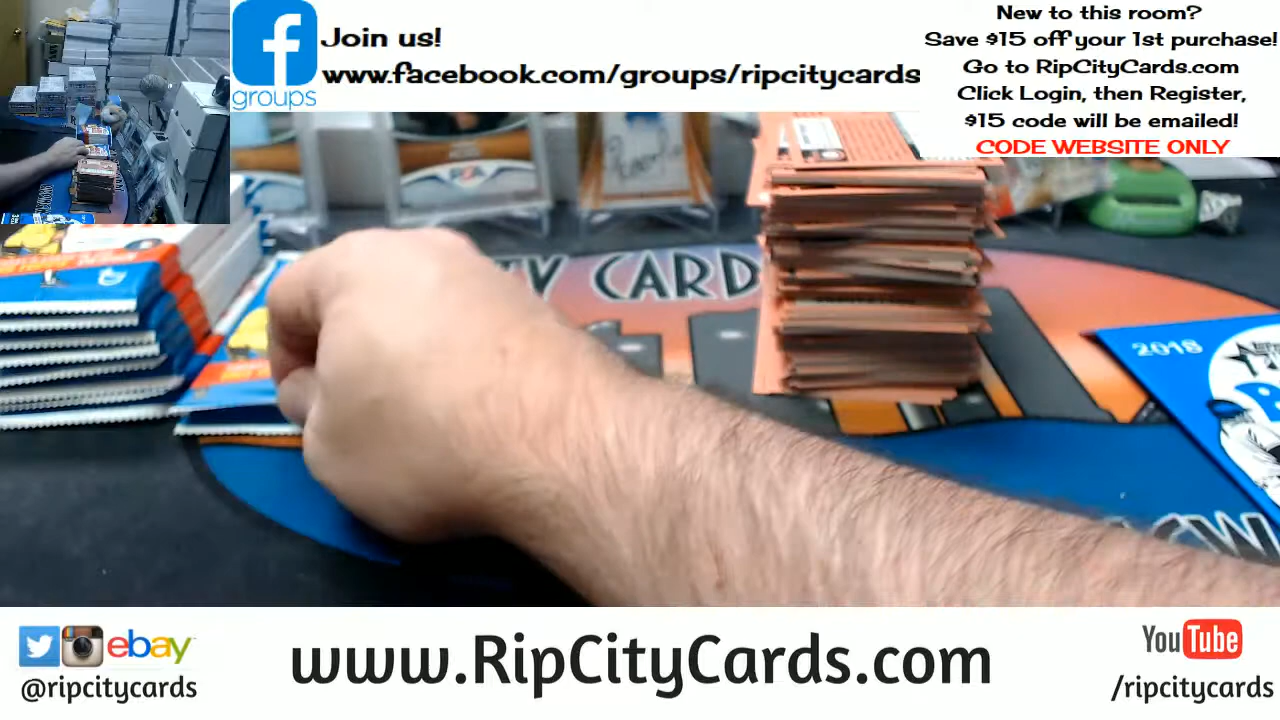 Join us!
www.facebook.com/groups/ripcitycards
groups
New to this room?
Save $15 off your 1st purchase!
Go to RipCityCards.com
Click Login, then Register,
$15 code will be emailed!
CODE WEBSITE ONLY
CARD
2018
ebay
@ripcitycards
www.RipCityCards.com
YouTube
/ripcitycards